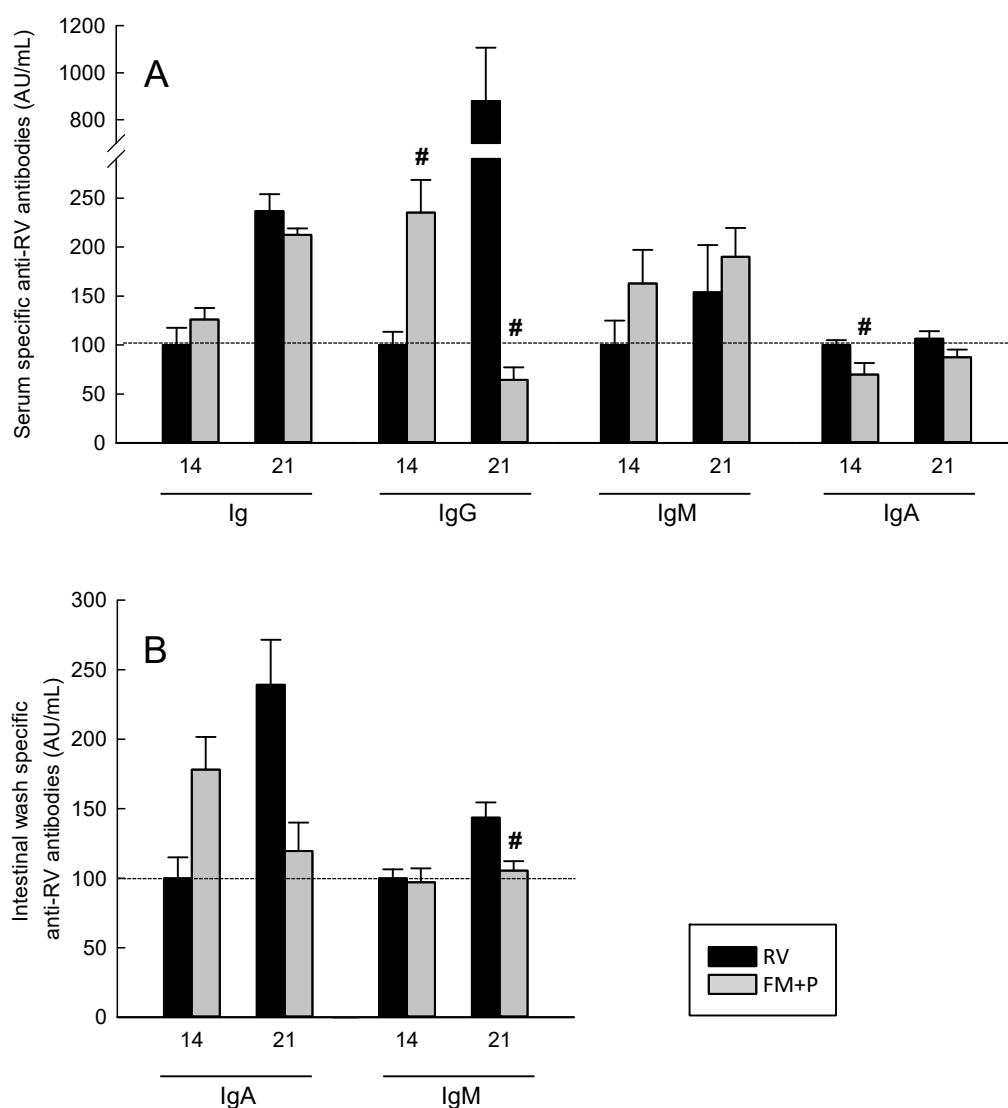 Serum specific anti-RV antibodies (AU/mL)
A
1200
1000
800
250
200
150
100
50
0
#
#
#
14 21 14 21 14 21 14 21
Ig IgG IgM IgA
Intestinal wash specific
anti-RV antibodies (AU/mL)
B
300
250
200
150
100
50
0
#
14 21 14 21
IgA IgM
RV
FM+P